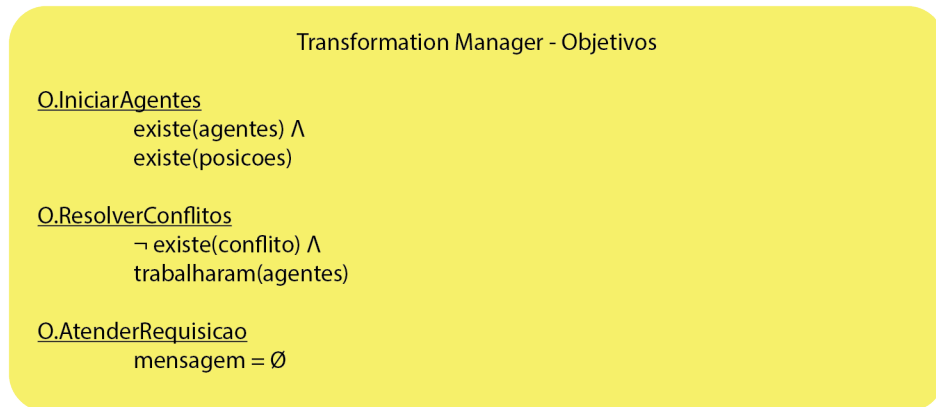 Transformation Manager - Objetivos
O.IniciarAgentes
existe(agentes) Λ
existe(posicoes)
O.ResolverConflitos
¬ existe(conflito) Λ
trabalharam(agentes)
O.AtenderRequisicao
mensagem = Ø